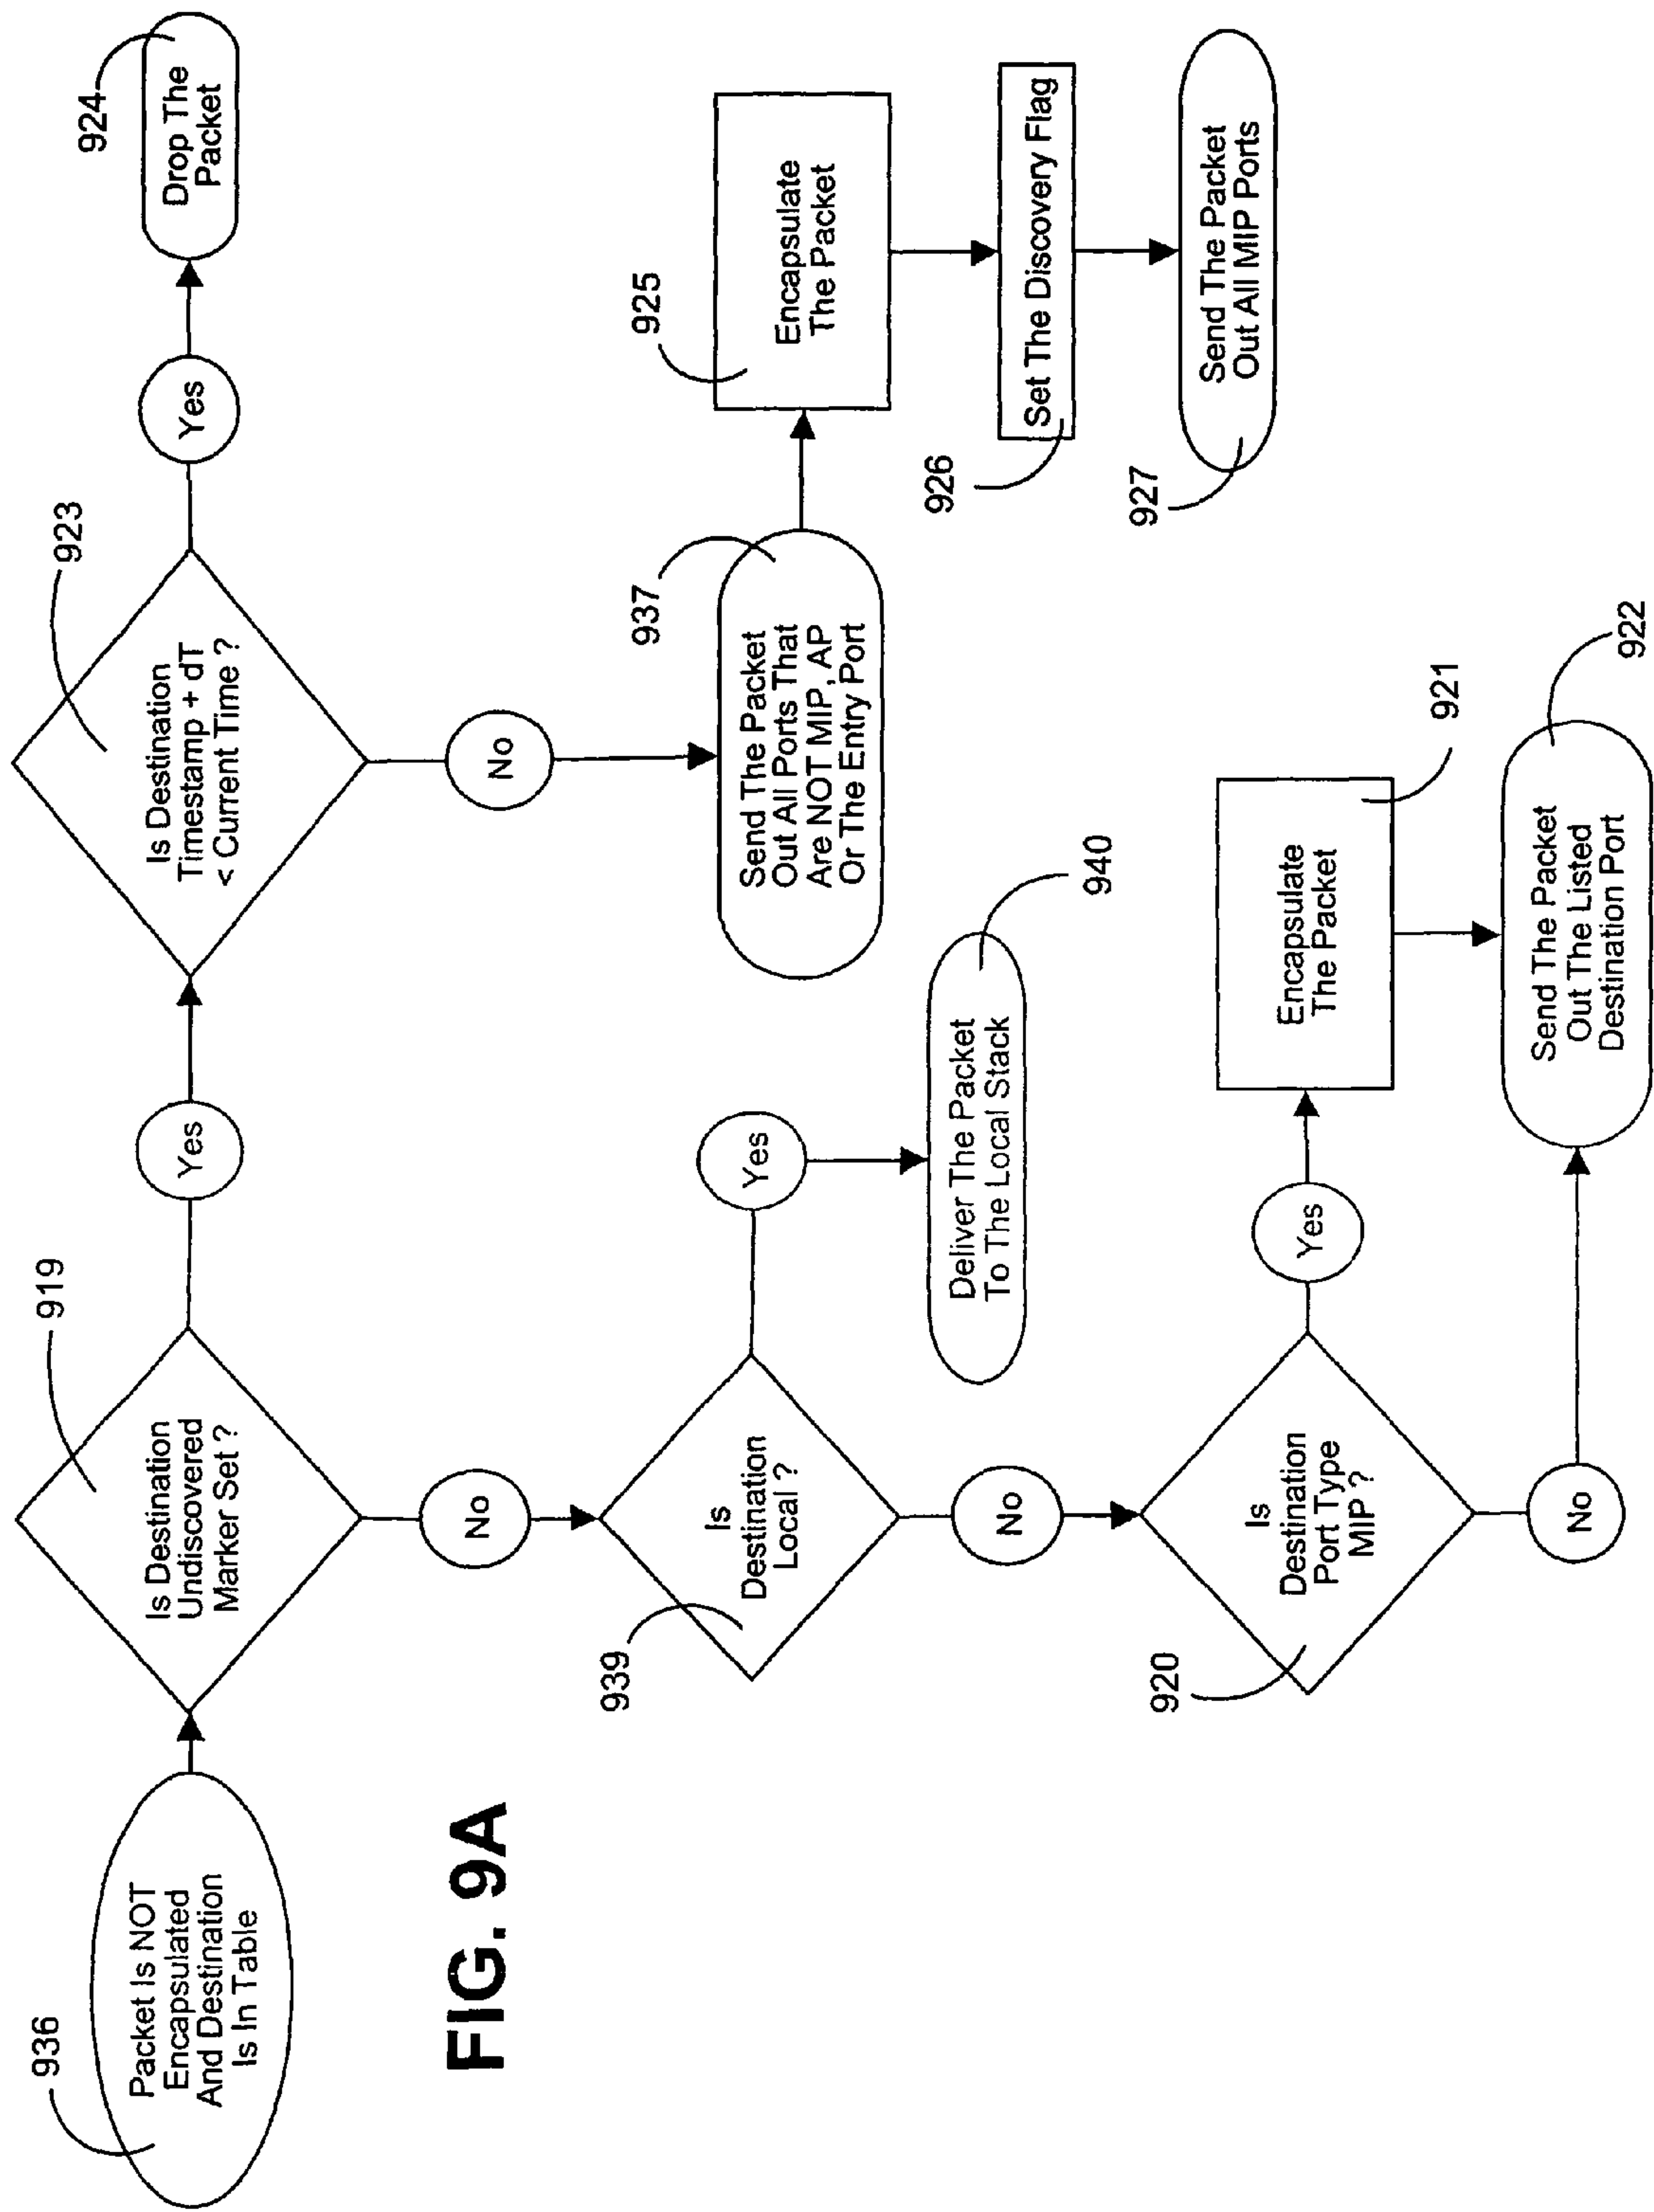 936
Packet Is NOT
Encapsulated
And Destination
Is In Table
919
Is Destination
Undiscovered
Marker Set ?
Yes
923
Is Destination
Timestamp + dT
< Current Time ?
Yes
924
Drop The
Packet
No
939
Is
Destination
Local ?
Yes
940
Deliver The Packet
To The Local Stack
No
937
Send The Packet
Out All Ports That
Are NOT MIP, AP
Or The Entry Port
925
Encapsulate
The Packet
926
Set The Discovery Flag
927
Send The Packet
Out All MIP Ports
No
920
Is
Destination
Port Type
MIP ?
Yes
921
Encapsulate
The Packet
No
922
Send The Packet
Out The Listed
Destination Port
FIG. 9A